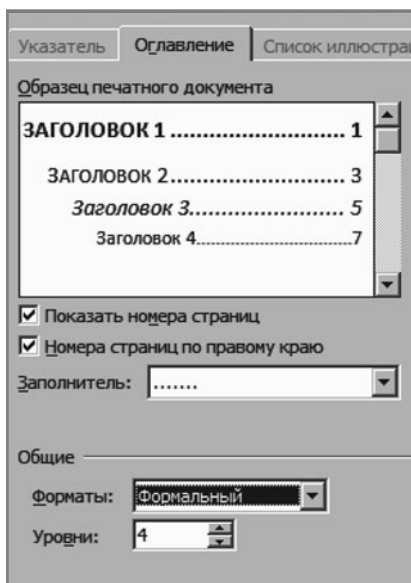 Указатель Оглавление Список иллюстра
Образец печатного документа
ЗАГОЛОВОК 1 ........................ 1
ЗАГОЛОВОК 2........................ 3
Заголовок 3........................ 5
Заголовок 4........................7
Показать номера страниц
Номера страниц по правому краю
Заполнитель: .......
Общие
Форматы: Формальный
Уровни: 4